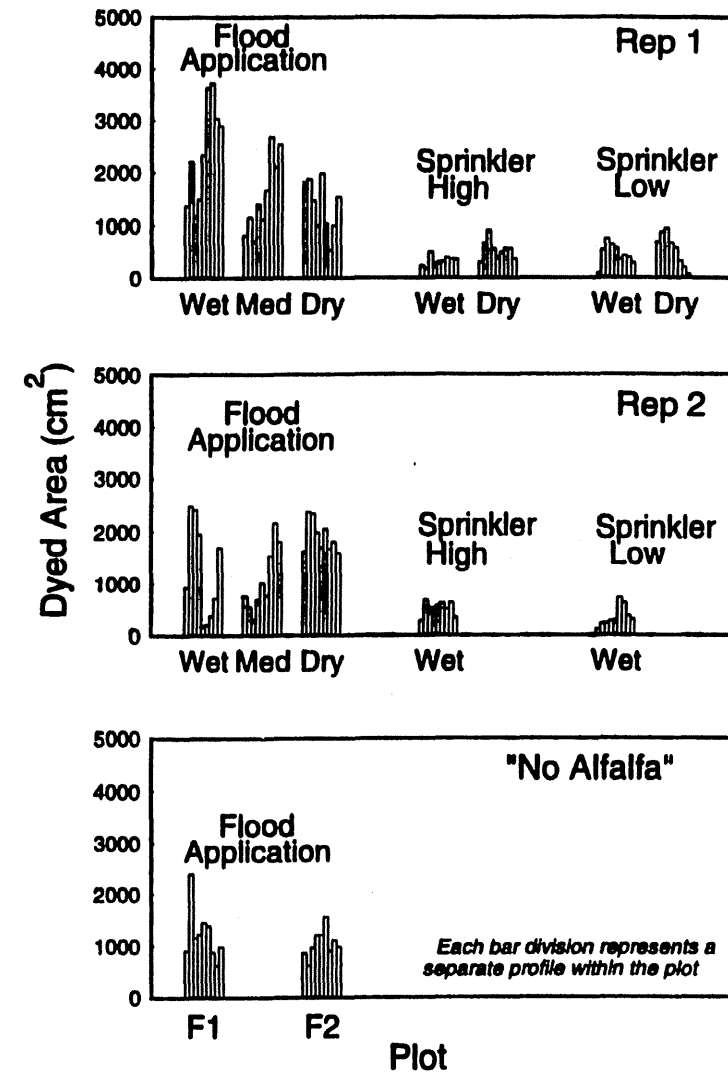 5000
4000
3000
2000
1000
0
Flood
Application
Rep 1
Sprinkler
High
Sprinkler
Low
Wet Med Dry
Wet Dry
Wet Dry
Dyed Area (cm²)
5000
4000
3000
2000
1000
0
Flood
Application
Rep 2
Sprinkler
High
Sprinkler
Low
Wet Med Dry
Wet
Wet
5000
4000
3000
2000
1000
0
"No Alfalfa"
Flood
Application
Each bar division represents a
separate profile within the plot
F1
F2
Plot